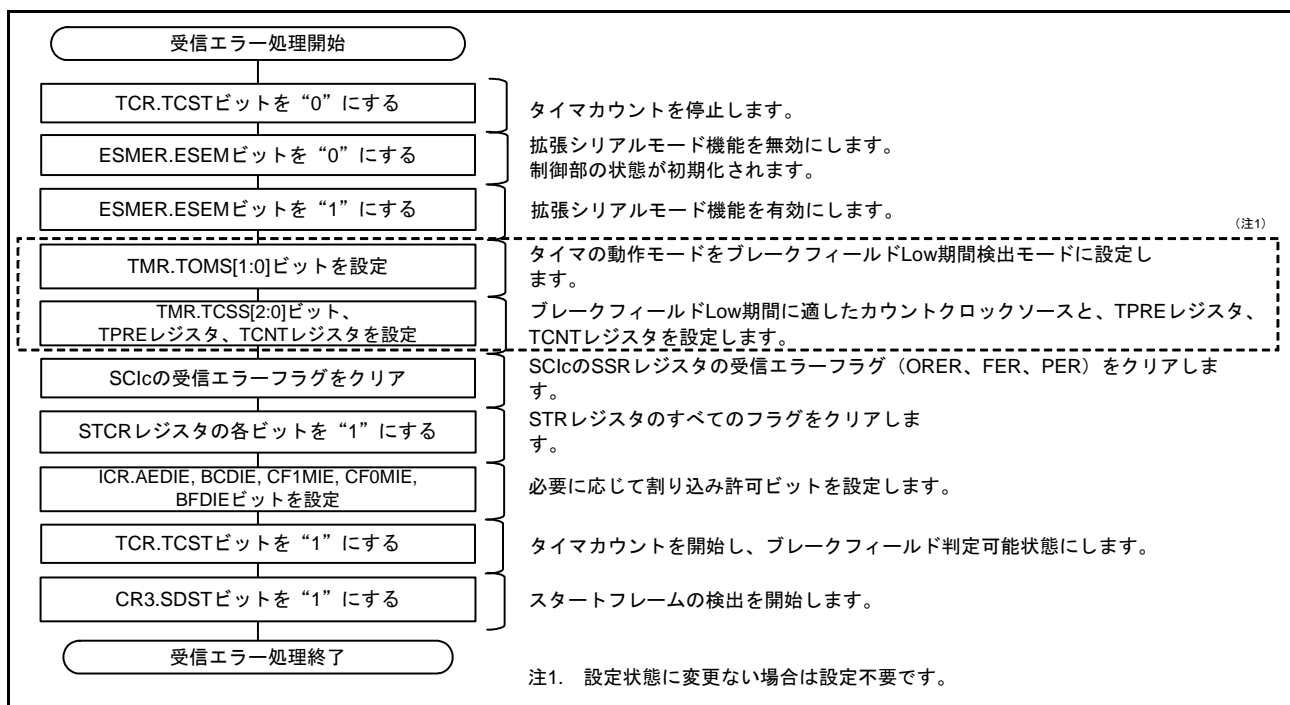 受信エラー処理開始
TCR.TCSTビットを“0”にする
タイマカウントを停止します。
ESMER.ESEMビットを“0”にする
拡張シリアルモード機能を無効にします。
制御部の状態が初期化されます。
ESMER.ESEMビットを“1”にする
拡張シリアルモード機能を有効にします。
(注1)
TMR.TOMS[1:0]ビットを設定
タイマの動作モードをブレークフィールドLow期間検出モードに設定し
ます。
TMR.TCSS[2:0]ビット、
TPREレジスタ、TCNTレジスタを設定
ブレークフィールドLow期間に適したカウントクロックソースと、TPREレジスタ、
TCNTレジスタを設定します。
SCIcの受信エラーフラグをクリア
SCIcのSSRレジスタの受信エラーフラグ（ORER、FER、PER）をクリアしま
す。
STCRレジスタの各ビットを“1”にする
STRレジスタのすべてのフラグをクリアしま
す。
ICR.AEDIE, BCDIE, CF1MIE, CF0MIE,
BFDIEビットを設定
必要に応じて割り込み許可ビットを設定します。
TCR.TCSTビットを“1”にする
タイマカウントを開始し、ブレークフィールド判定可能状態にします。
CR3.SDSTビットを“1”にする
スタートフレームの検出を開始します。
受信エラー処理終了
注1. 設定状態に変更ない場合は設定不要です。